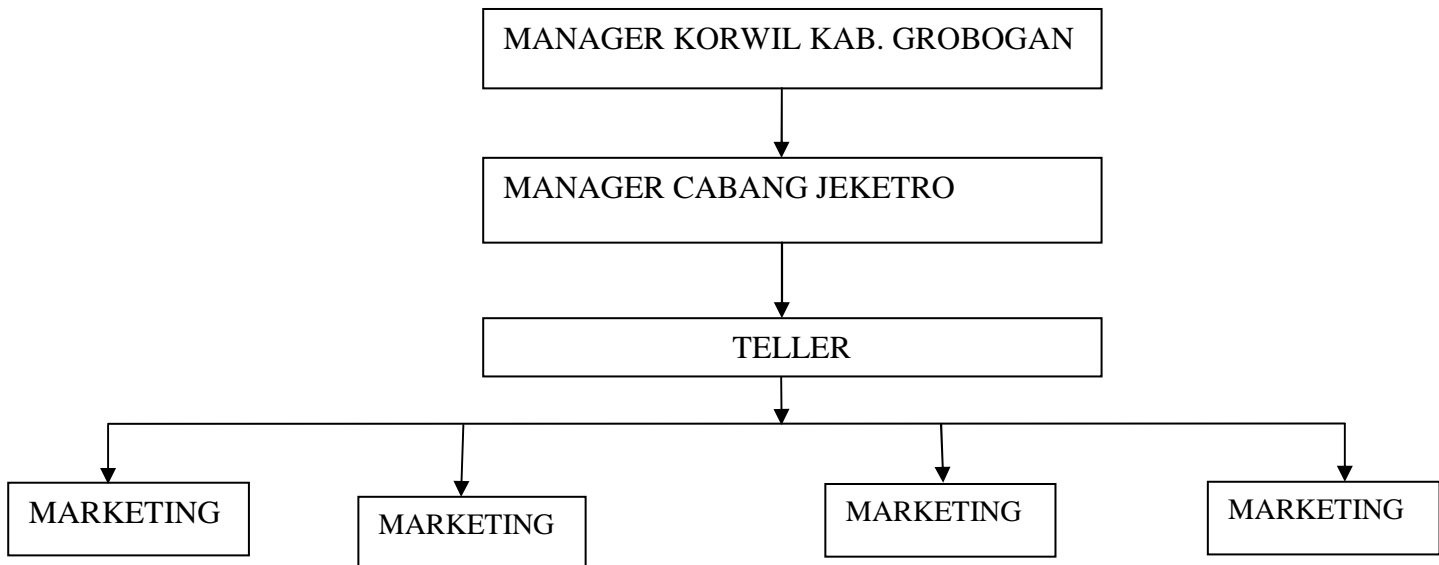 MANAGER KORWIL KAB. GROBOGAN
MANAGER CABANG JEKETRO
TELLER
MARKETING
MARKETING
MARKETING
MARKETING